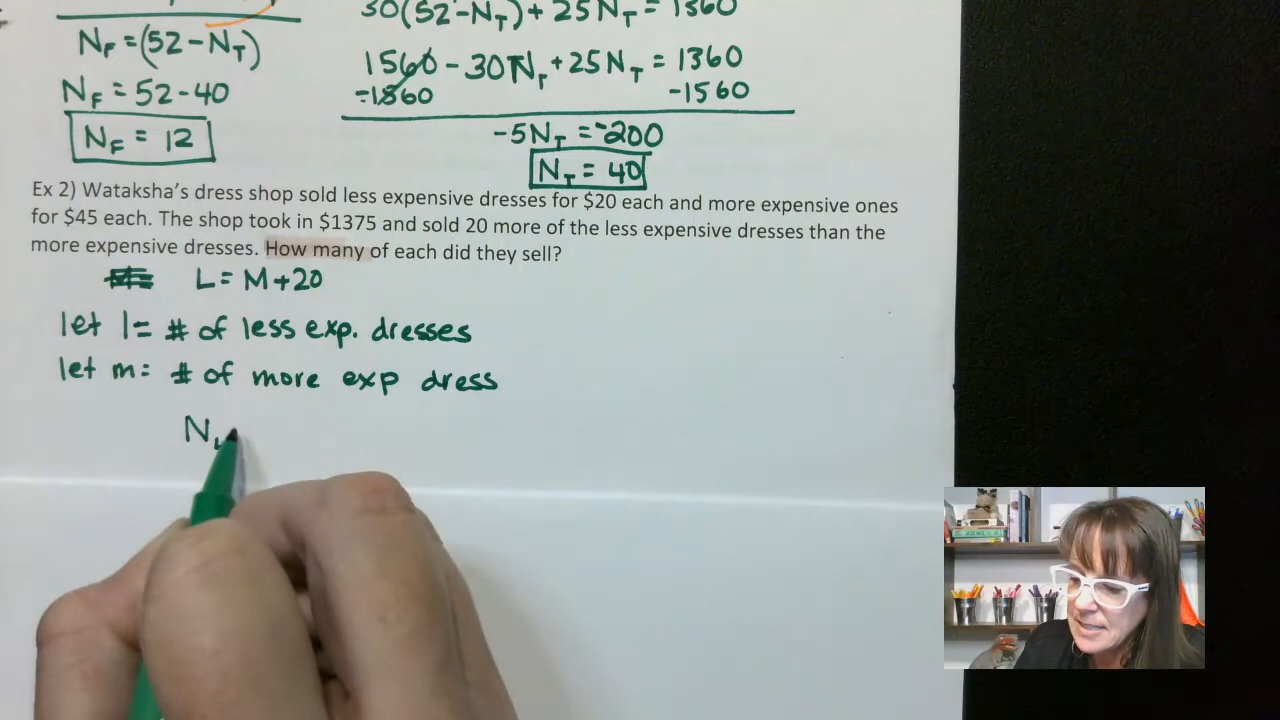 30(52-N_T)+25N_T=1360
N_F=(52-N_T)
1560-30N_T+25N_T=1360
N_F=52-40
-1560 -1560
N_F=12
-5N_T=-200
N_T=40
Ex 2) Wataksha's dress shop sold less expensive dresses for $20 each and more expensive ones
for $45 each. The shop took in $1375 and sold 20 more of the less expensive dresses than the
more expensive dresses. How many of each did they sell?
L=M+20
let l= # of less exp. dresses
let m= # of more exp dress
N